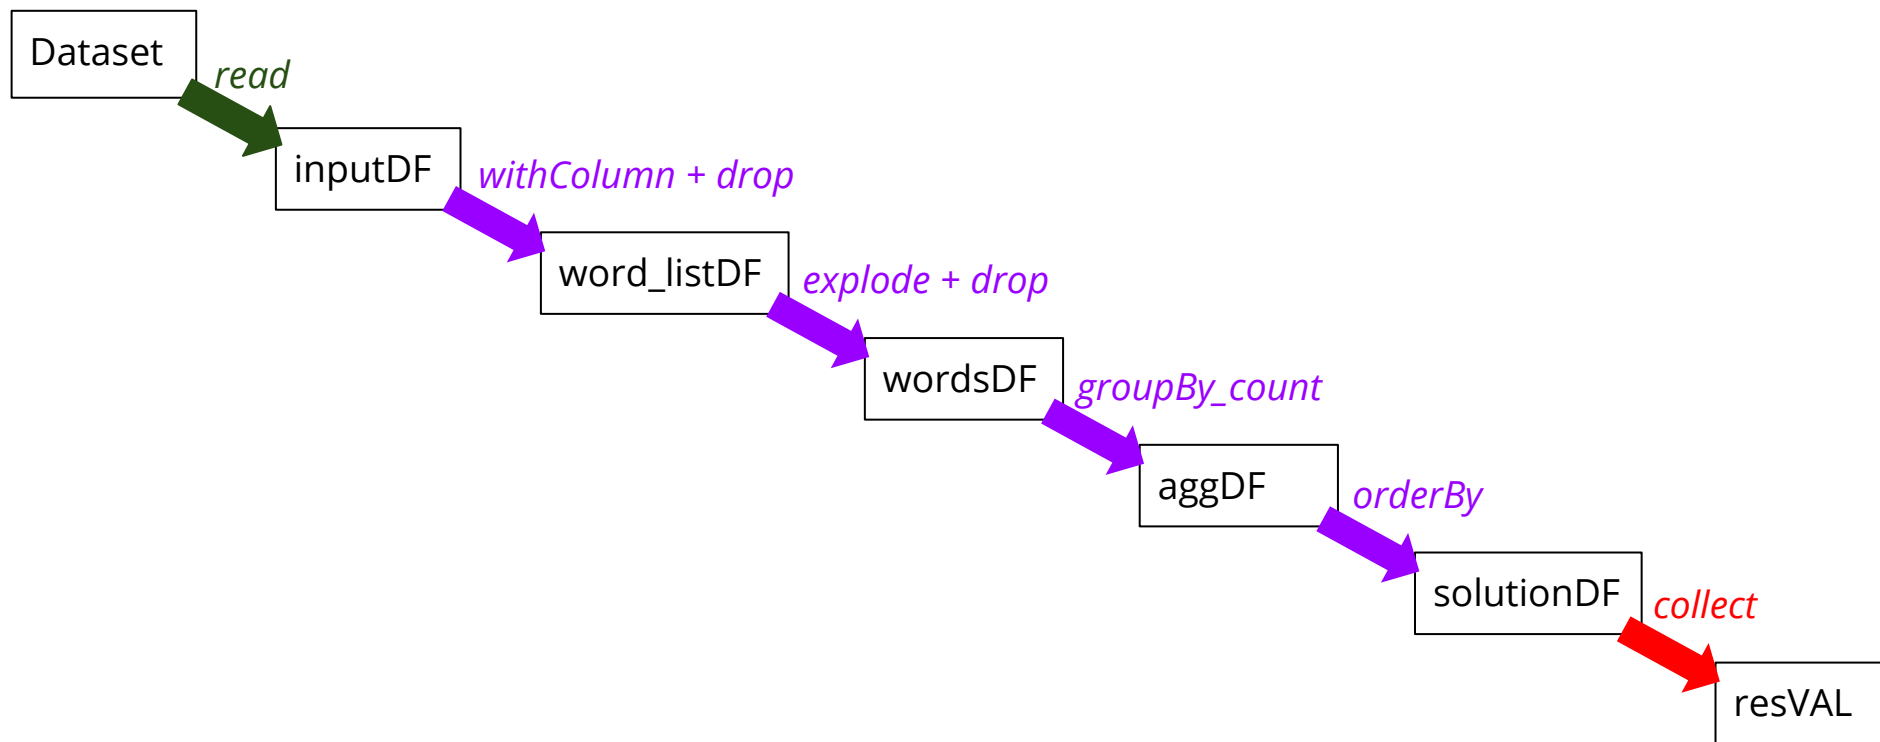 Dataset
read
inputDF
withColumn + drop
word_listDF
explode + drop
wordsDF
groupBy_count
aggDF
orderBy
solutionDF
collect
resVAL